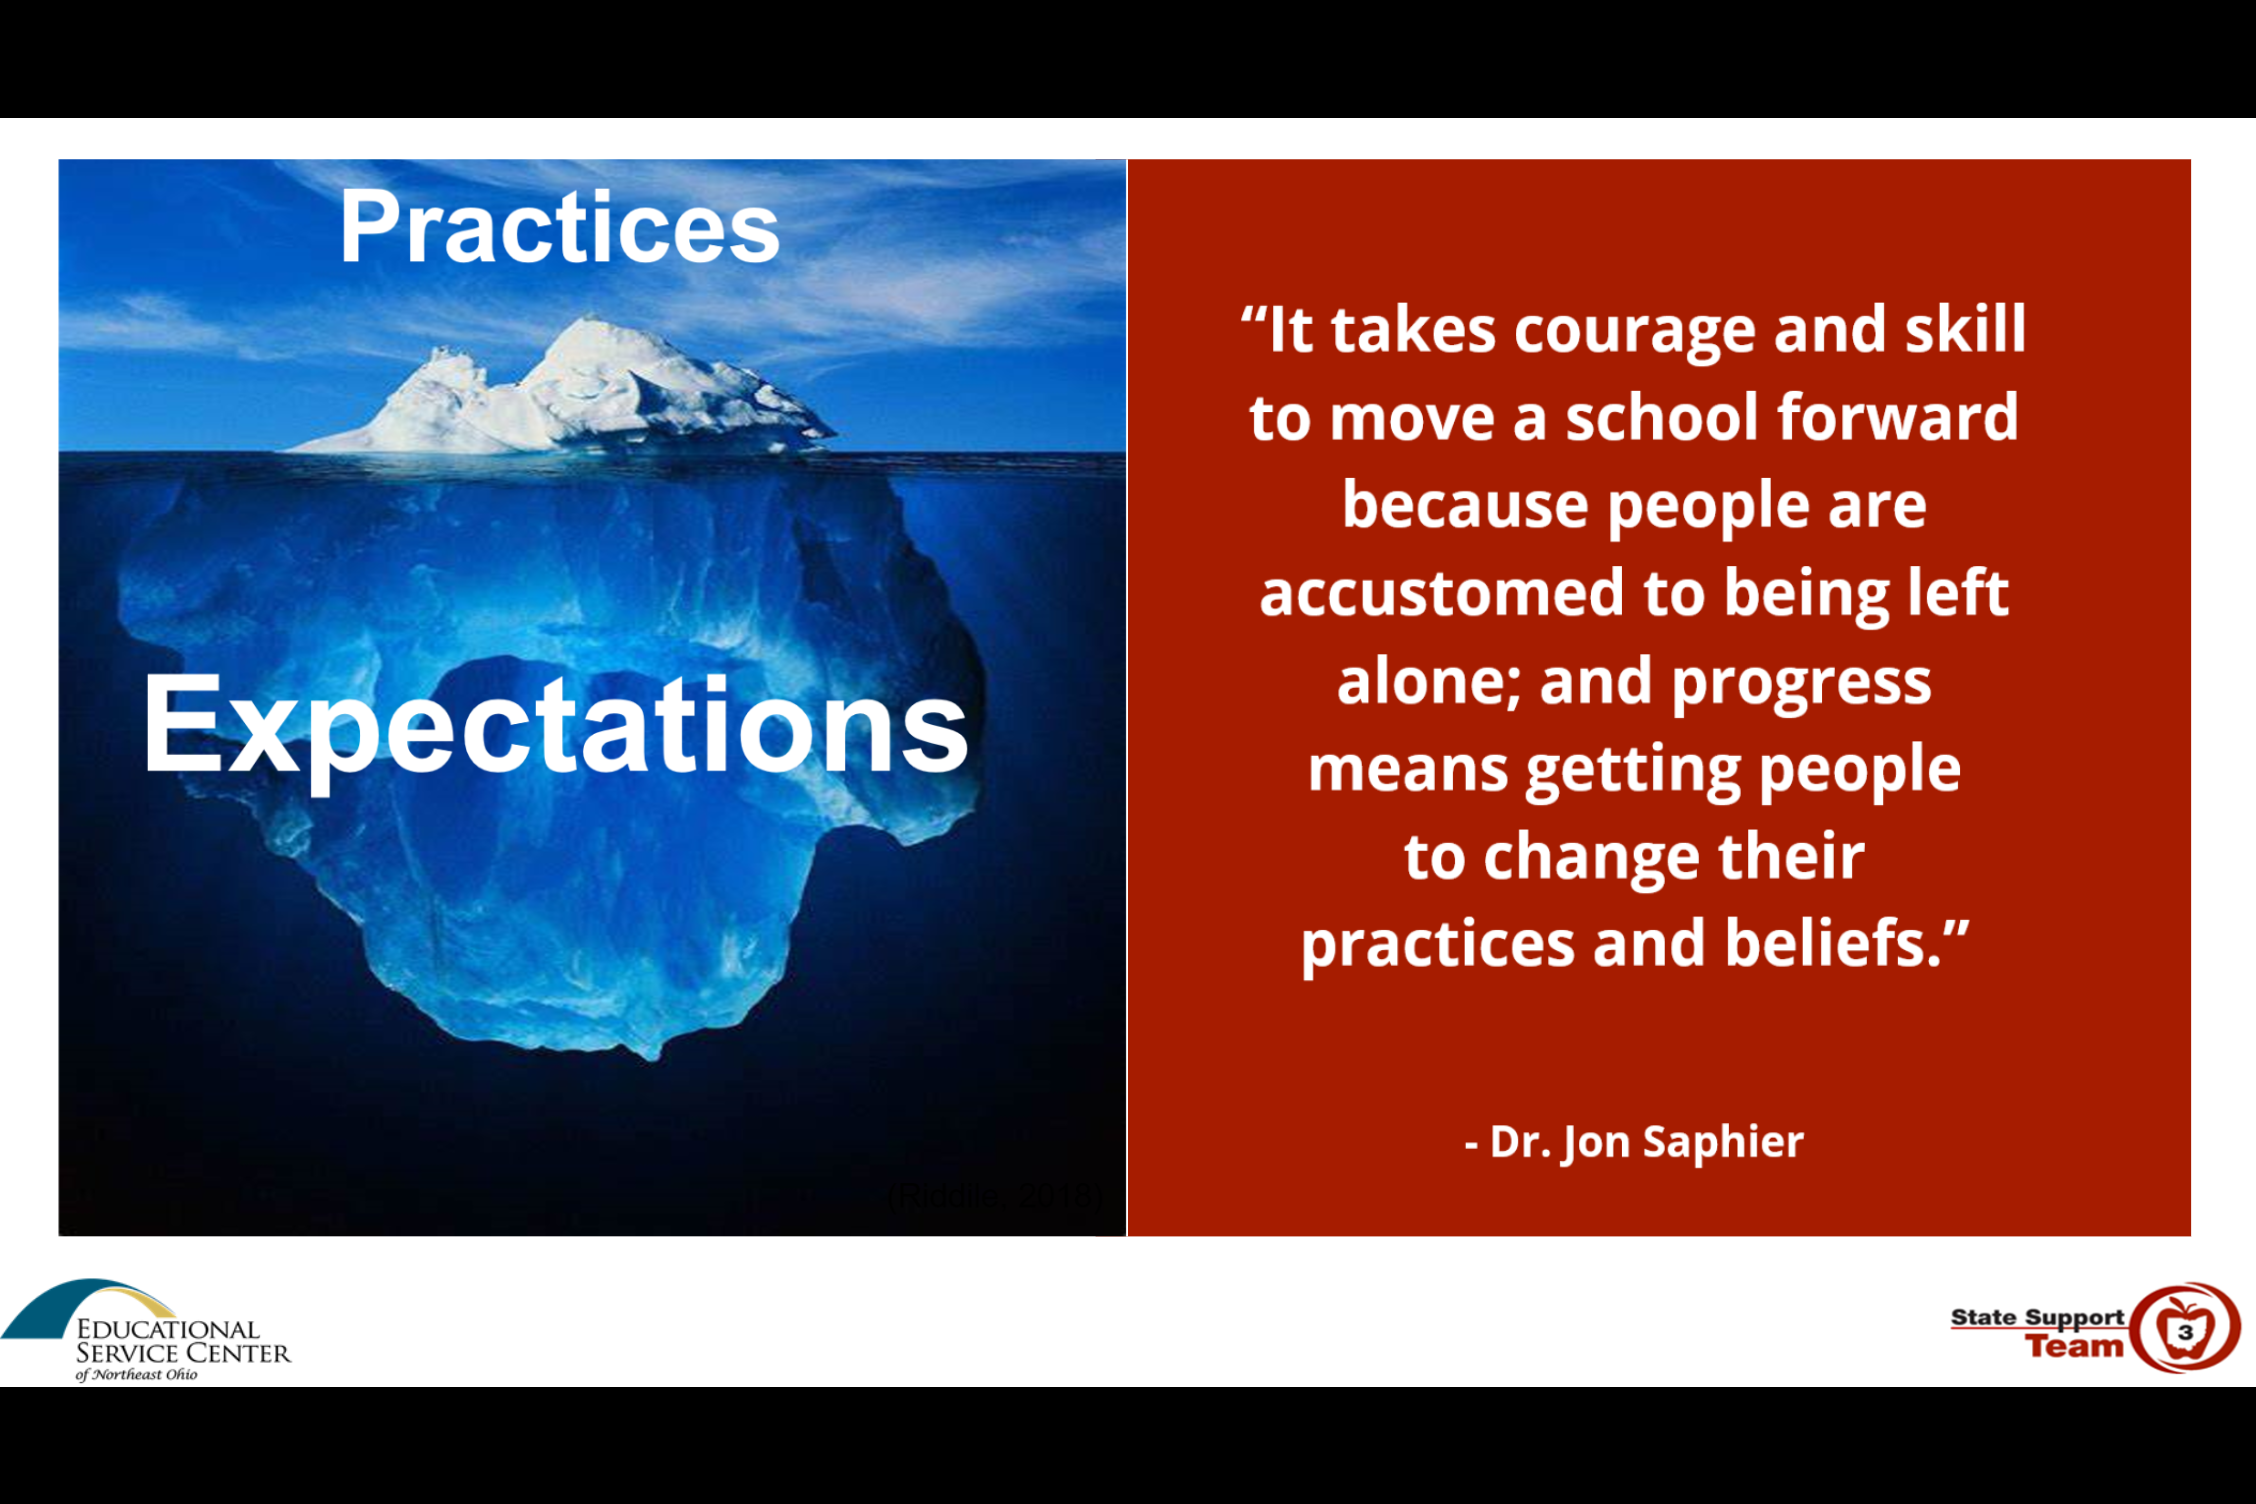 Practices
Expectations
(Riddile, 2018)
“It takes courage and skill
to move a school forward
because people are
accustomed to being left
alone; and progress
means getting people
to change their
practices and beliefs.”
- Dr. Jon Saphier
EDUCATIONAL
SERVICE CENTER
of Northeast Ohio
State Support
Team
3